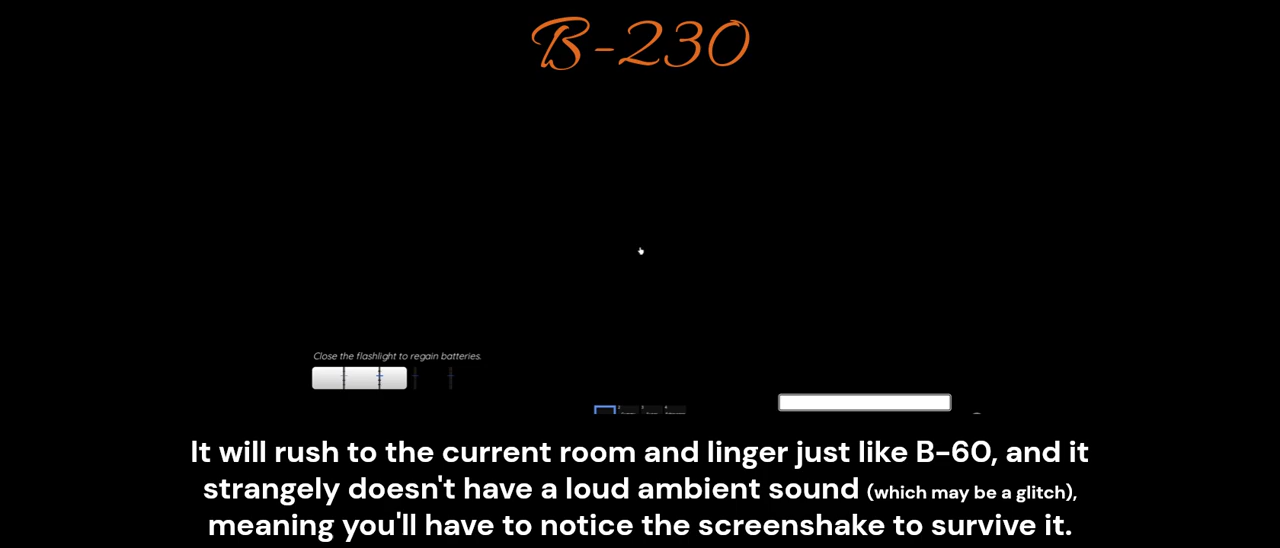 B-230
Close the flashlight to regain batteries.
It will rush to the current room and linger just like B-60, and it
strangely doesn't have a loud ambient sound (which may be a glitch),
meaning you'll have to notice the screenshake to survive it.